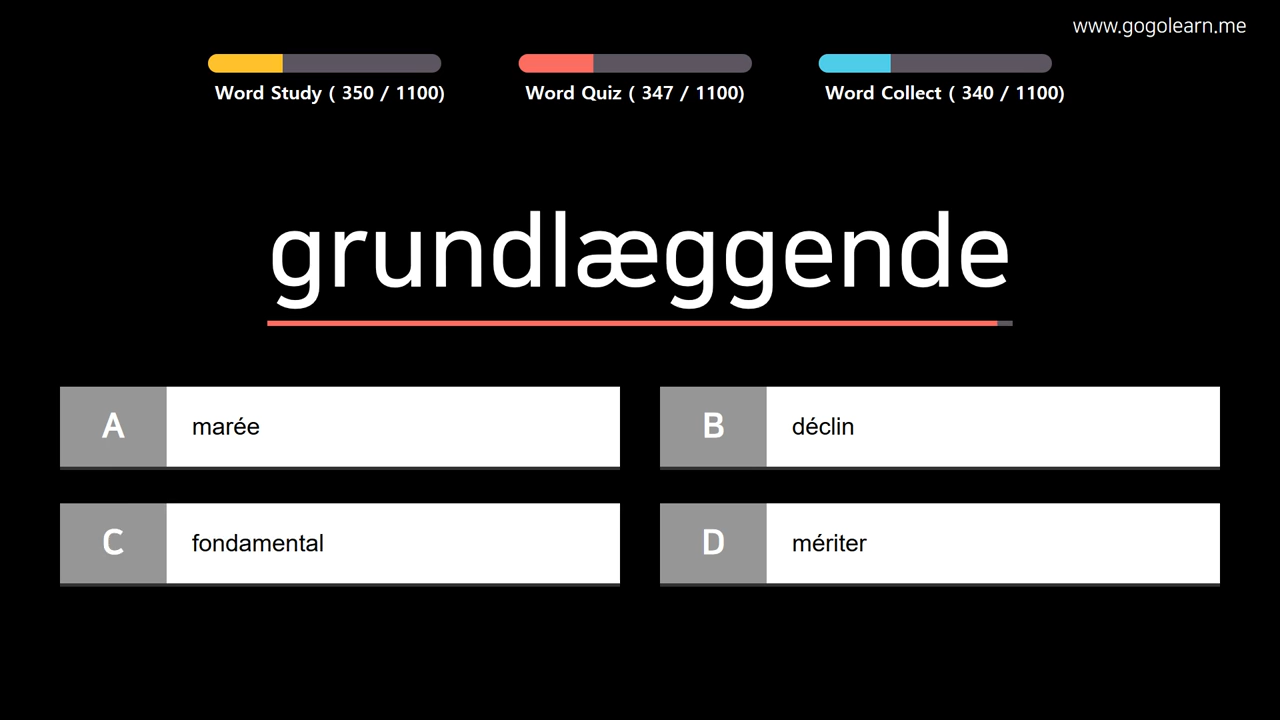 www.gogolearn.me
Word Study ( 350 / 1100)
Word Quiz ( 347 / 1100)
Word Collect ( 340 / 1100)
grundlæggende
A
marée
B
déclin
C
fondamental
D
mériter